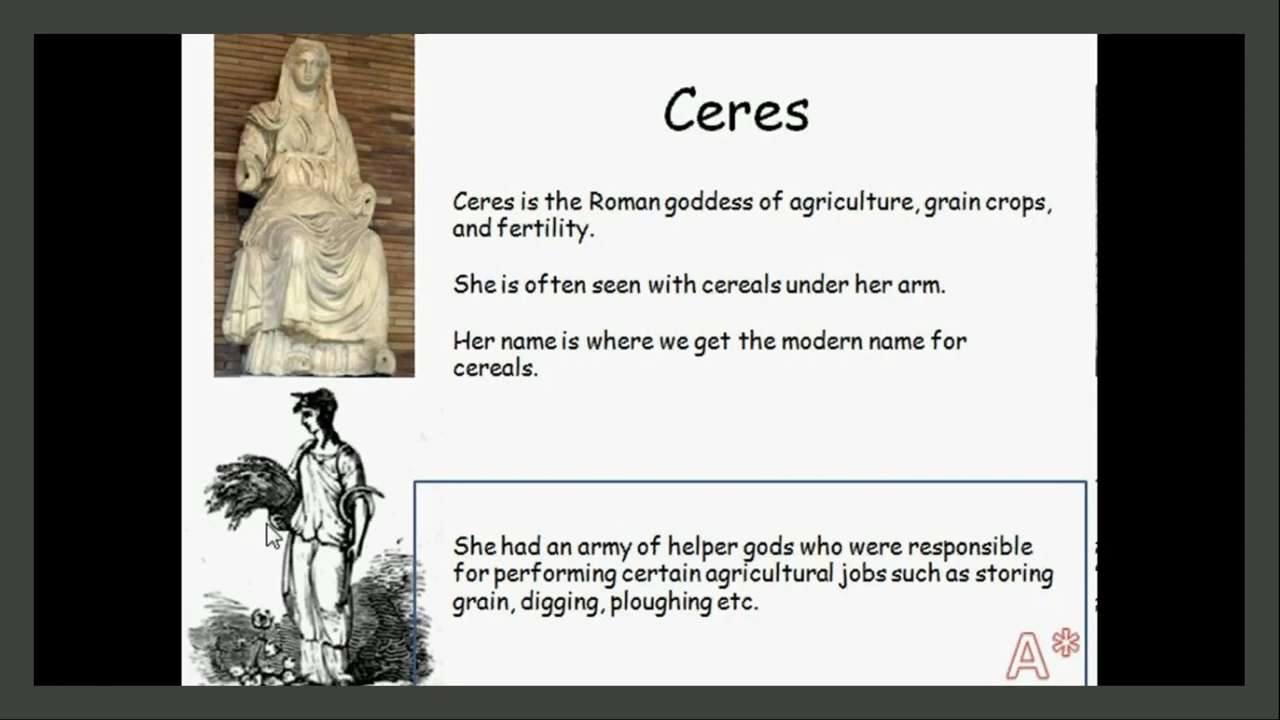 Ceres
Ceres is the Roman goddess of agriculture, grain crops,
and fertility.
She is often seen with cereals under her arm.
Her name is where we get the modern name for
cereals.
She had an army of helper gods who were responsible
for performing certain agricultural jobs such as storing
grain, digging, ploughing etc.
A*